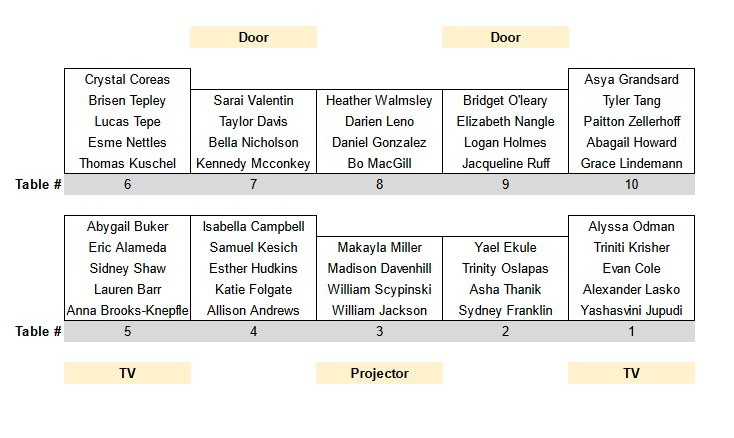 Door Door
Crystal Coreas Asya Grandsard
Brisen Tepley Sarai Valentin Heather Walmsley Bridget O'leary Tyler Tang
Lucas Tepe Taylor Davis Darien Leno Elizabeth Nangle Paitton Zellerhoff
Esme Nettles Bella Nicholson Daniel Gonzalez Logan Holmes Abagail Howard
Thomas Kuschel Kennedy Mcconkey Bo MacGill Jacqueline Ruff Grace Lindemann
Table # 6 7 8 9 10
Abygail Buker Isabella Campbell Alyssa Odman
Eric Alameda Samuel Kesich Makayla Miller Yael Ekule Triniti Krisher
Sidney Shaw Esther Hudkins Madison Davenhill Trinity Oslapas Evan Cole
Lauren Barr Katie Folgate William Scypinski Asha Thanik Alexander Lasko
Anna Brooks-Knepfle Allison Andrews William Jackson Sydney Franklin Yashasvini Jupudi
Table # 5 4 3 2 1
TV Projector TV